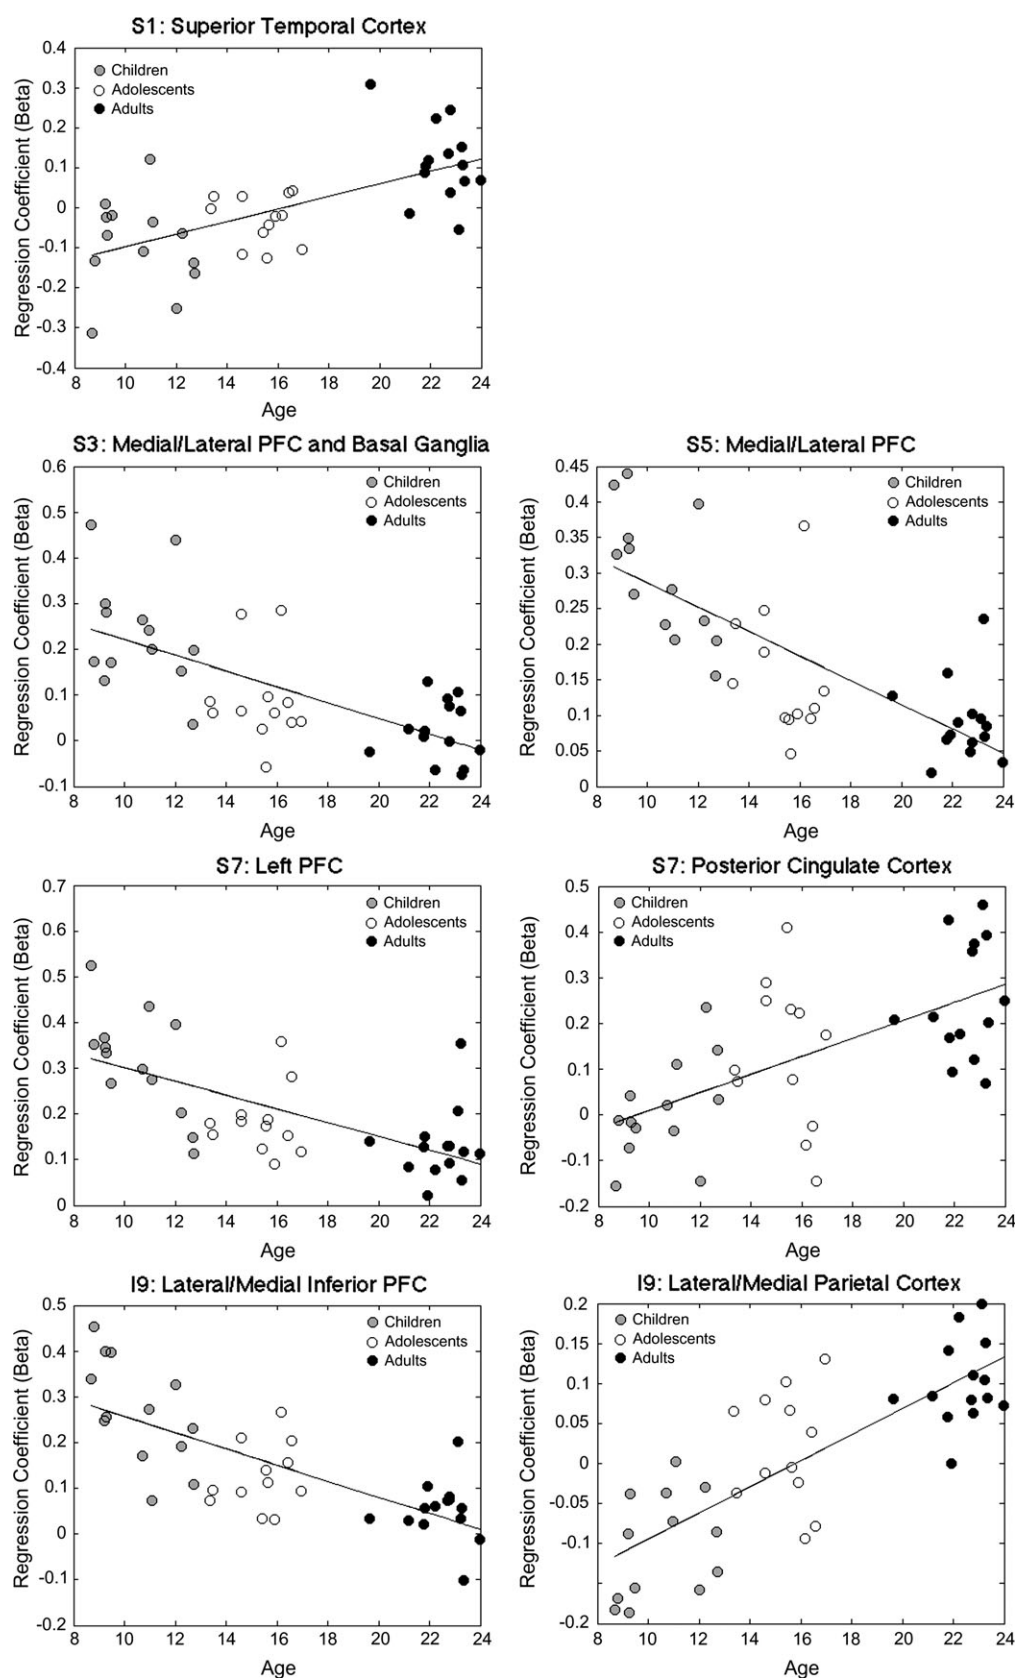 S1: Superior Temporal Cortex
Regression Coefficient (Beta)
0.4
0.3
0.2
0.1
0
-0.1
-0.2
-0.3
-0.4
Children
Adolescents
Adults
8 10 12 14 16 18 20 22 24
Age
S3: Medial/Lateral PFC and Basal Ganglia
Regression Coefficient (Beta)
0.6
0.5
0.4
0.3
0.2
0.1
0
-0.1
Children
Adolescents
Adults
8 10 12 14 16 18 20 22 24
Age
S5: Medial/Lateral PFC
Regression Coefficient (Beta)
0.45
0.4
0.35
0.3
0.25
0.2
0.15
0.1
0.05
0
Children
Adolescents
Adults
8 10 12 14 16 18 20 22 24
Age
S7: Left PFC
Regression Coefficient (Beta)
0.7
0.6
0.5
0.4
0.3
0.2
0.1
0
Children
Adolescents
Adults
8 10 12 14 16 18 20 22 24
Age
S7: Posterior Cingulate Cortex
Regression Coefficient (Beta)
0.5
0.4
0.3
0.2
0.1
0
-0.1
-0.2
Children
Adolescents
Adults
8 10 12 14 16 18 20 22 24
Age
I9: Lateral/Medial Inferior PFC
Regression Coefficient (Beta)
0.5
0.4
0.3
0.2
0.1
0
-0.1
-0.2
Children
Adolescents
Adults
8 10 12 14 16 18 20 22 24
Age
I9: Lateral/Medial Parietal Cortex
Regression Coefficient (Beta)
0.2
0.15
0.1
0.05
0
-0.05
-0.1
-0.2
Children
Adolescents
Adults
8 10 12 14 16 18 20 22 24
Age